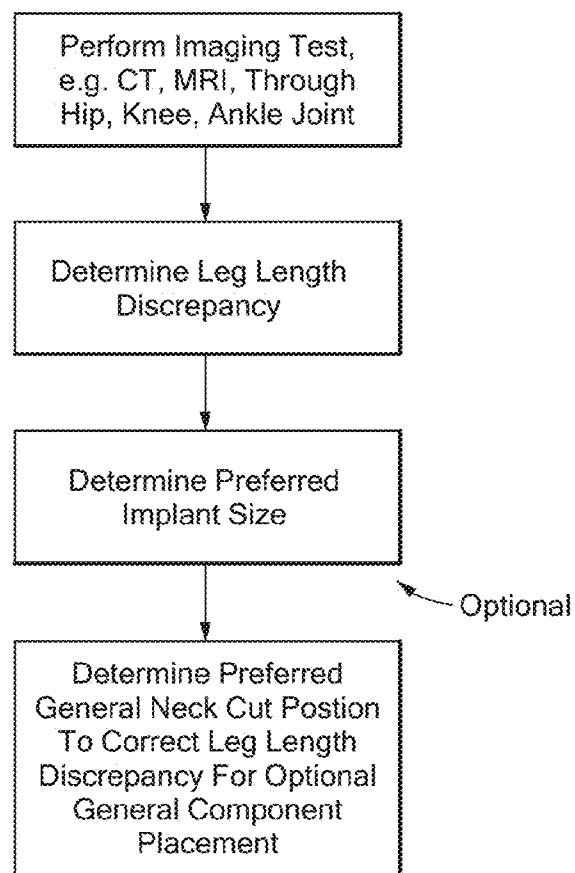 Perform Imaging Test,
e.g. CT, MRI, Through
Hip, Knee, Ankle Joint
Determine Leg Length
Discrepancy
Determine Preferred
Implant Size
Optional
Determine Preferred
General Neck Cut Postion
To Correct Leg Length
Discrepancy For Optional
General Component
Placement